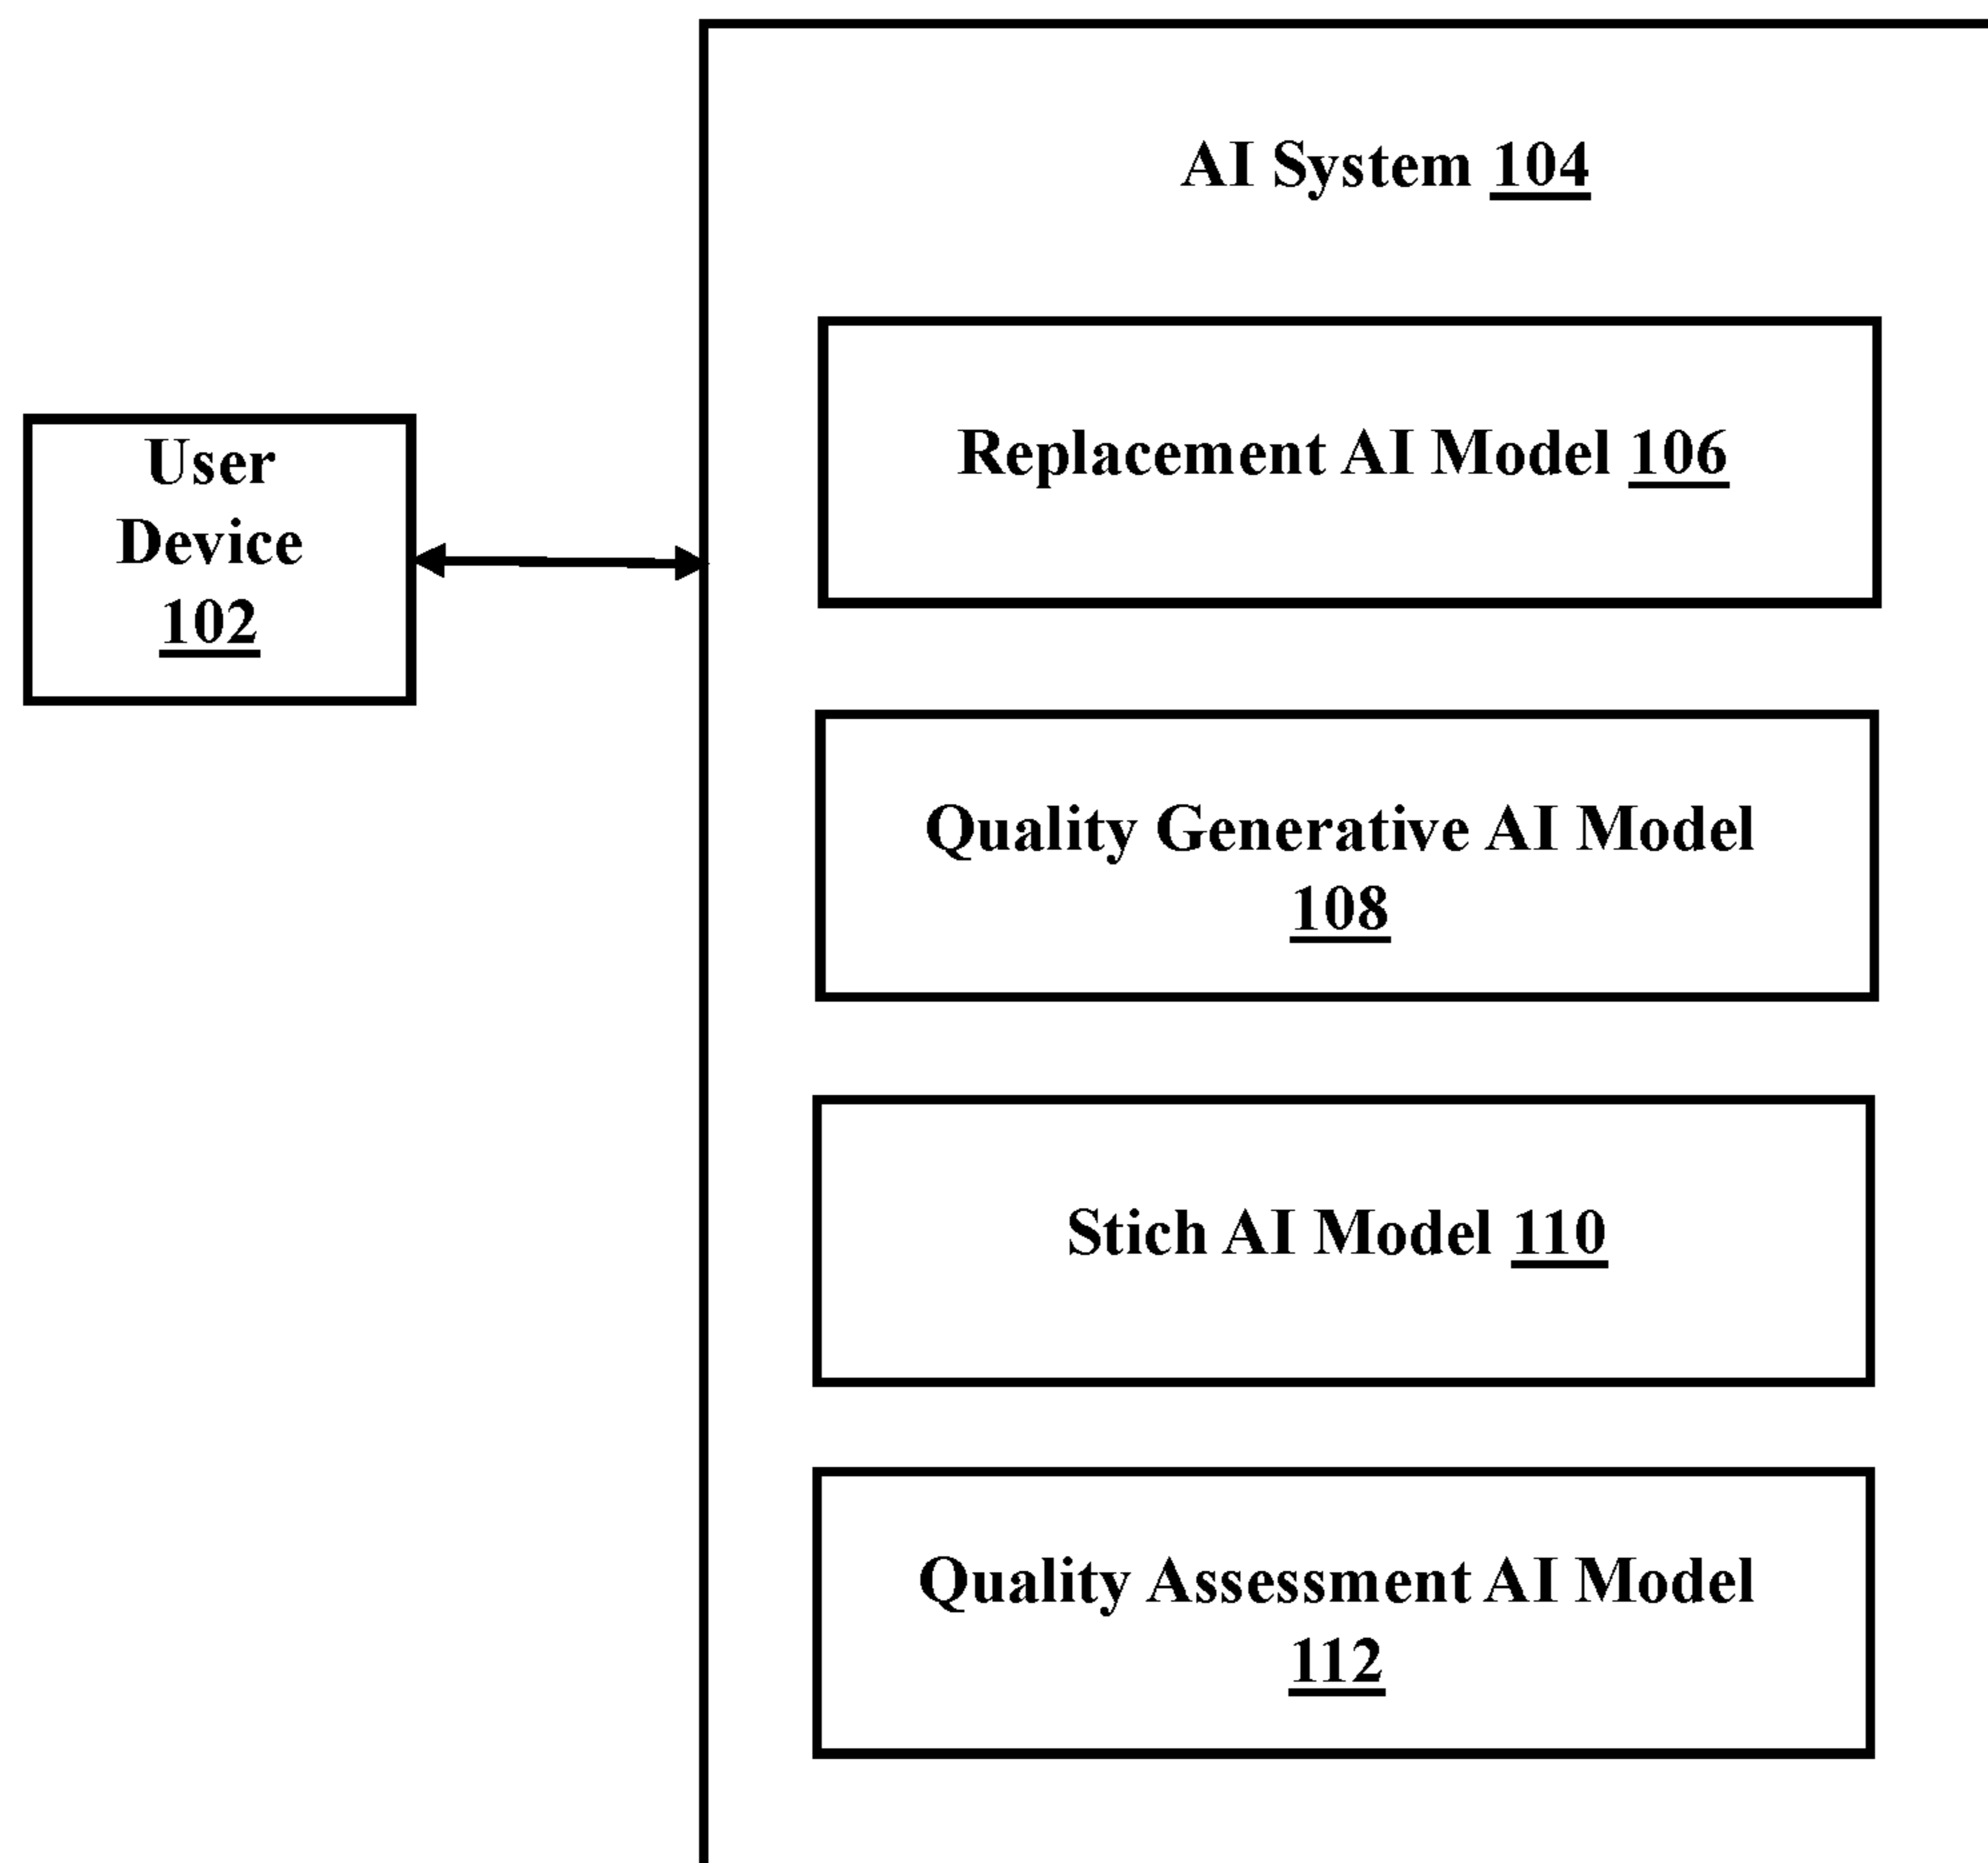 AI System 104
User
Device
102
Replacement AI Model 106
Quality Generative AI Model
108
Stich AI Model 110
Quality Assessment AI Model
112